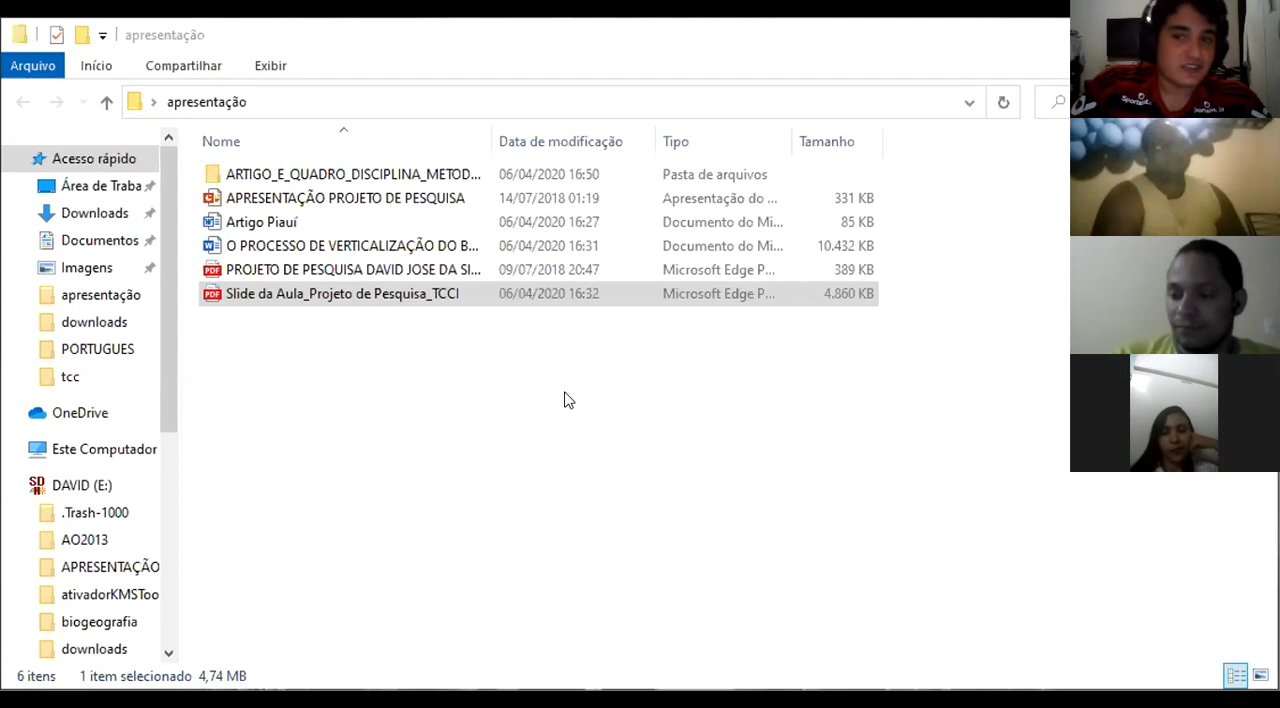 apresentação
Arquivo Início Compartilhar Exibir
apresentação
Nome Data de modificação Tipo Tamanho
ARTIGO_E_QUADRO_DISCIPLINA_METOD... 06/04/2020 16:50 Pasta de arquivos
APRESENTAÇÃO PROJETO DE PESQUISA 14/07/2018 01:19 Apresentação do ... 331 KB
Artigo Piauí 06/04/2020 16:27 Documento do Mi... 85 KB
O PROCESSO DE VERTICALIZAÇÃO DO B... 06/04/2020 16:31 Documento do Mi... 10.432 KB
PROJETO DE PESQUISA DAVID JOSE DA SI... 09/07/2018 20:47 Microsoft Edge P... 389 KB
Slide da Aula_Projeto de Pesquisa_TCCI 06/04/2020 16:32 Microsoft Edge P... 4.860 KB
Acesso rápido
Área de Traba
Downloads
Documentos
Imagens
apresentação
downloads
PORTUGUES
tcc
OneDrive
Este Computador
DAVID (E:)
.Trash-1000
AO2013
APRESENTAÇÃO
ativadorKMSToo
biogeografia
downloads
6 itens 1 item selecionado 4,74 MB